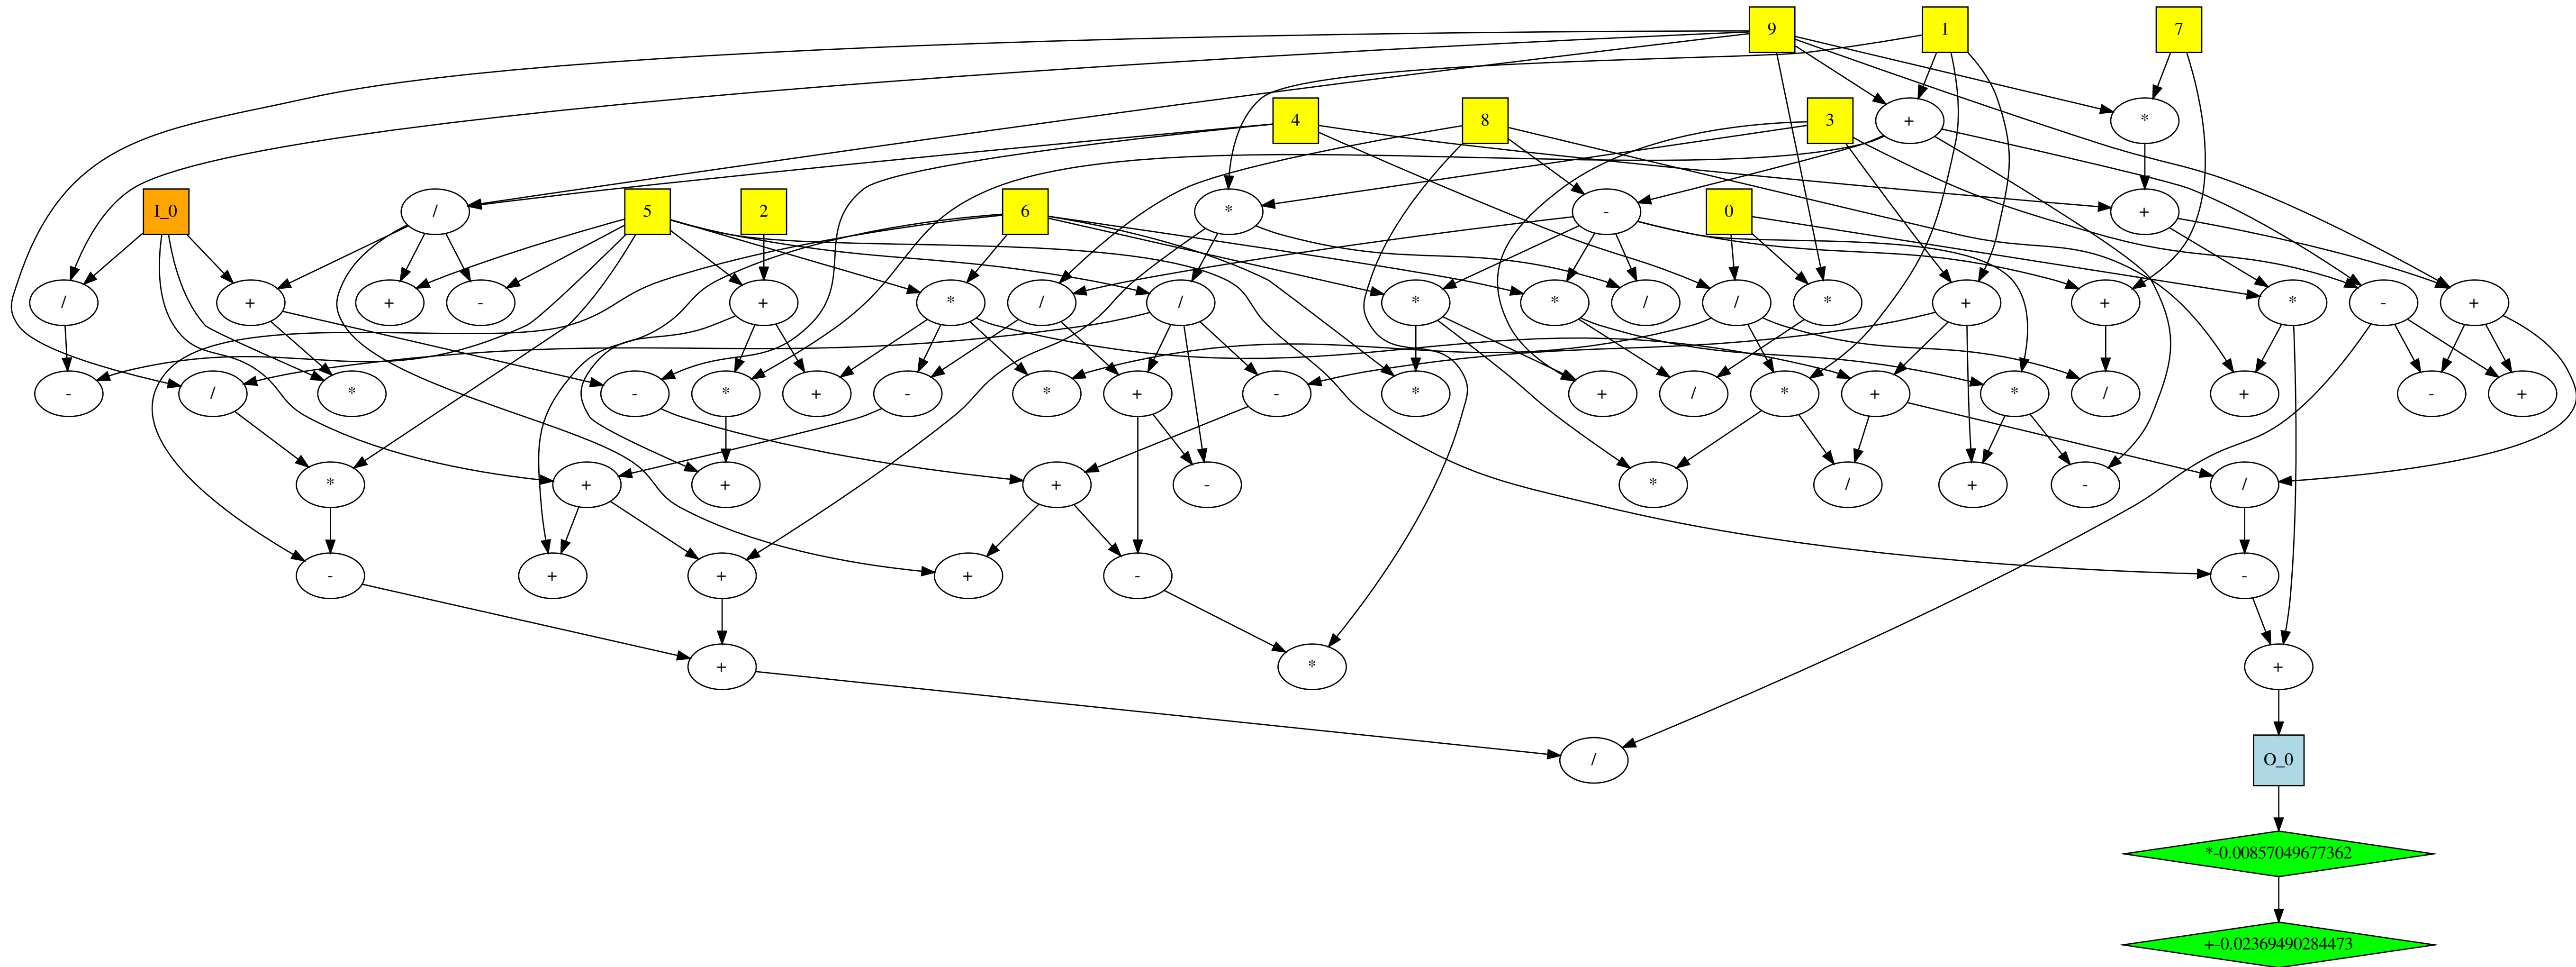 9 1 7
4 8 3 + *
I_0 / 5 2 6 * - 0 +
/ + + - + * / / * * / / * + + * - +
- / * - * + - * + - * + / * + * / + - +
* + + + - * / + - /
- + + + - -
+ * +
/ O_0
*-0.00857049677362
+-0.02369490284473